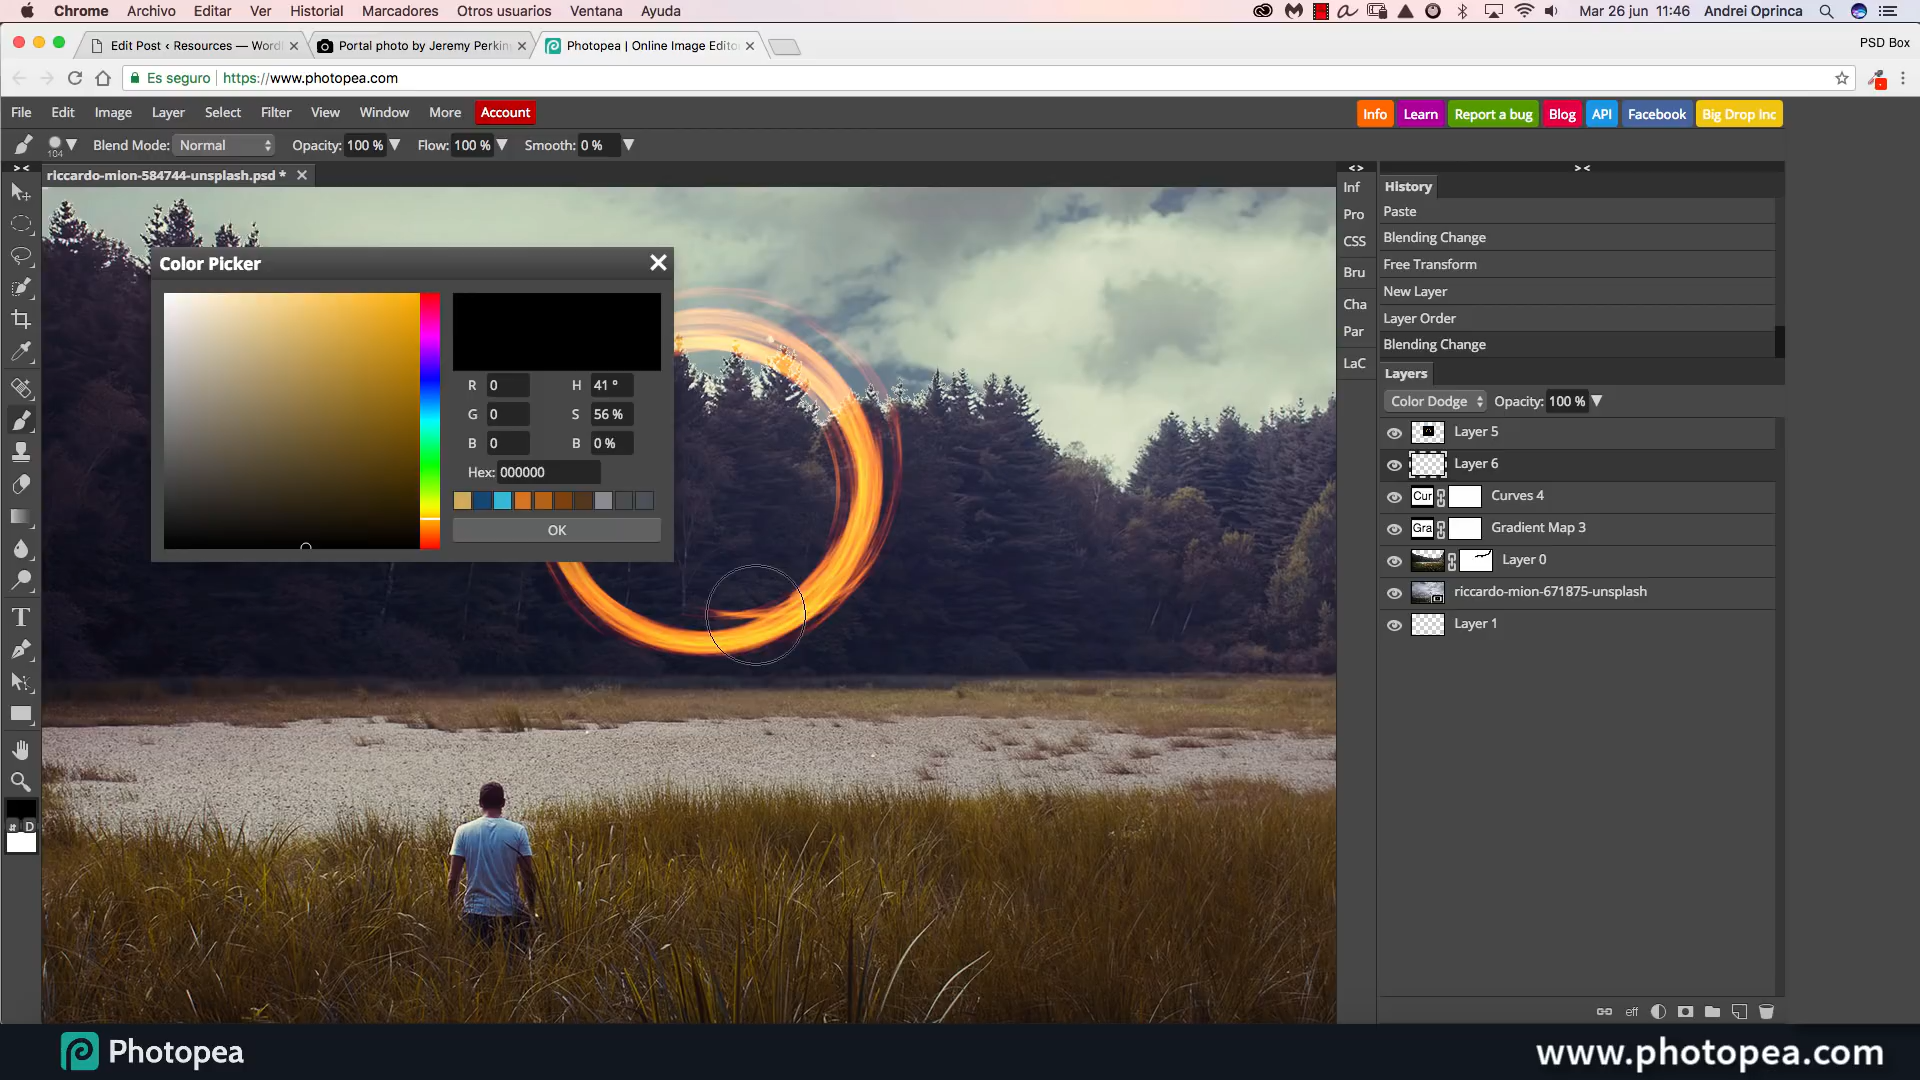 Chrome Archivo Editar Ver Historial Marcadores Otros usuarios Ventana Ayuda Mar 26 jun 11:46 Andrei Oprinca
Edit Post ‹ Resources — Word Portal photo by Jeremy Perkin Photopea | Online Image Edito PSD Box
Es seguro https://www.photopea.com
File Edit Image Layer Select Filter View Window More Account Info Learn Report a bug Blog API Facebook Big Drop Inc
104 Blend Mode: Normal Opacity: 100 % Flow: 100 % Smooth: 0 %
riccardo-mion-584744-unsplash.psd *
Color Picker
R 0 H 41 º
G 0 S 56 %
B 0 B 0 %
Hex: 000000
OK
T
D
Inf
Pro
CSS
Bru
Cha
Par
LaC
History
Paste
Blending Change
Free Transform
New Layer
Layer Order
Blending Change
Layers
Color Dodge Opacity: 100 %
Layer 5
Layer 6
Cur Curves 4
Gra Gradient Map 3
Layer 0
riccardo-mion-671875-unsplash
Layer 1
eff
Photopea www.photopea.com